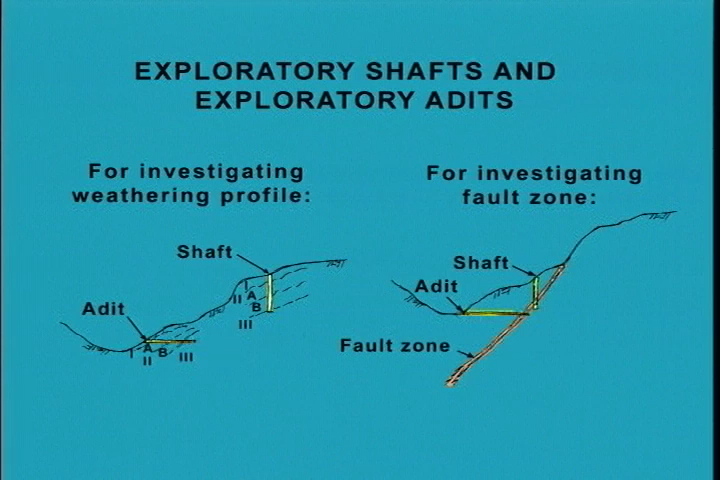 EXPLORATORY SHAFTS AND
EXPLORATORY ADITS
For investigating
weathering profile:
Shaft
I
II A
B
III
Adit
I A B III
II
For investigating
fault zone:
Shaft
Adit
Fault zone